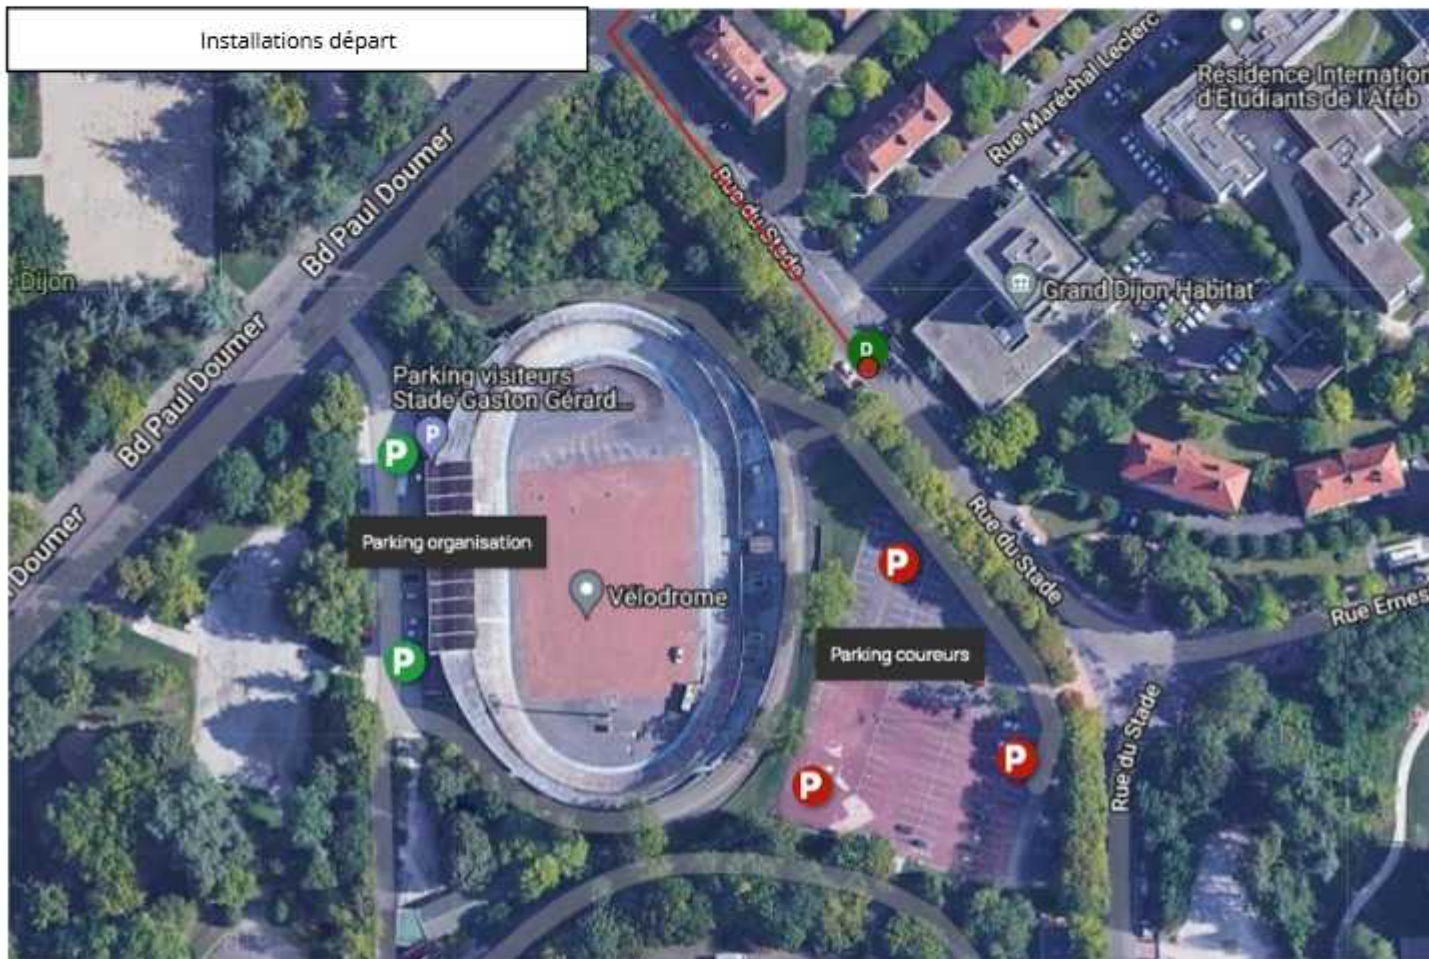 Installations départ
Rue Maréchal Leclerc
Résidence Internation
d'Étudiants de l'Afeb
Bd Paul Doumer
Rue du Stade
e Dijon
Grand Dijon Habitat
D
Bd Paul Doumer
Parking visiteurs
Stade Gaston Gérard...
P
P
Doumer
Parking organisation
Rue du Stade
P
Vélodrome
Rue Ernes
Parking coureurs
P
Rue du Stade
P
P